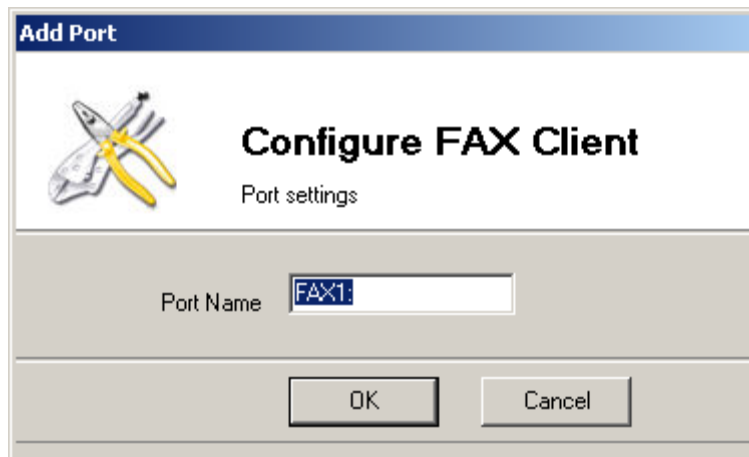 Add Port
Configure FAX Client
Port settings
Port Name FAX1:
OK Cancel